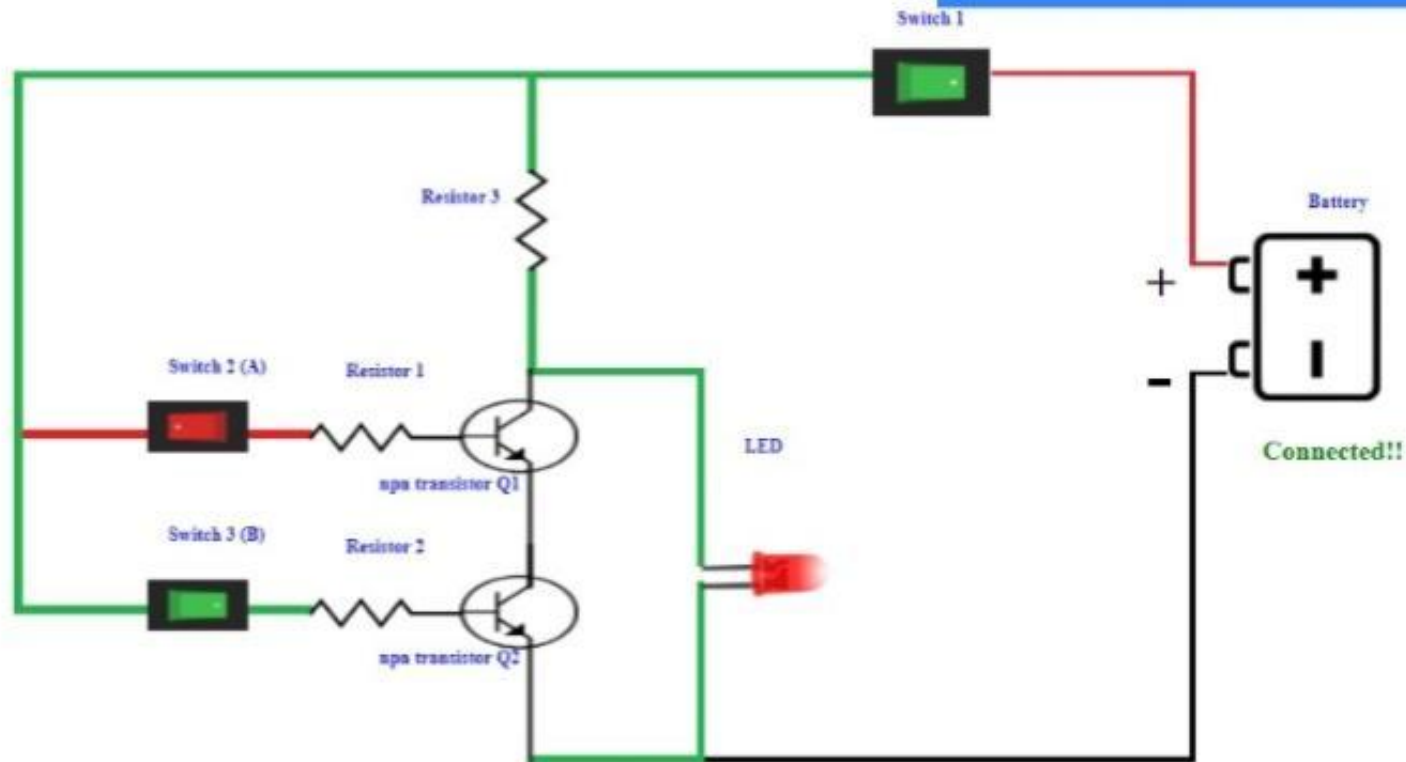 Switch 1
Resistor 3
Battery
+
+
-
-
Switch 2 (A)
Resistor 1
LED
Connected!!
npn transistor Q1
Switch 3 (B)
Resistor 2
npn transistor Q2